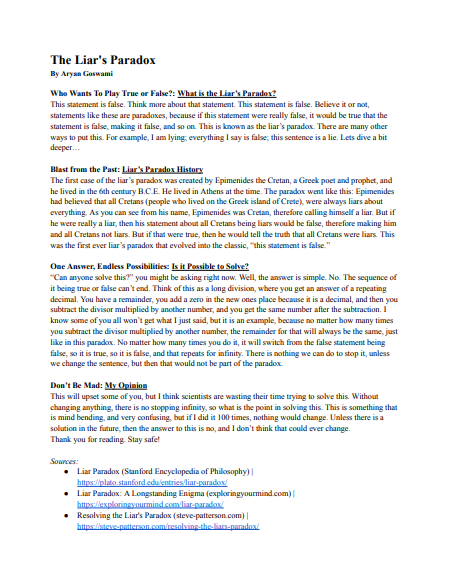 The Liar's Paradox
By Aryan Goswami
Who Wants To Play True or False?: What is the Liar's Paradox?
This statement is false. Think more about that statement. This statement is false. Believe it or not,
statements like these are paradoxes, because if this statement were really false, it would be true that the
statement is false, making it false, and so on. This is known as the liar's paradox. There are many other
ways to put this. For example, I am lying; everything I say is false; this sentence is a lie. Lets dive a bit
deeper…
Blast from the Past: Liar's Paradox History
The first case of the liar's paradox was created by Epimenides the Cretan, a Greek poet and prophet, and
he lived in the 6th century B.C.E. He lived in Athens at the time. The paradox went like this: Epimenides
had believed that all Cretans (people who lived on the Greek island of Crete), were always liars about
everything. As you can see from his name, Epimenides was Cretan, therefore calling himself a liar. But if
he were really a liar, then his statement about all Cretans being liars would be false, therefore making him
and all Cretans not liars. But if that were true, then he would tell the truth that all Cretans were liars. This
was the first ever liar's paradox that evolved into the classic, "this statement is false."
One Answer, Endless Possibilities: Is it Possible to Solve?
"Can anyone solve this?" you might be asking right now. Well, the answer is simple. No. The sequence of
it being true or false can't end. Think of this as a long division, where you get an answer of a repeating
decimal. You have a remainder, you add a zero in the new ones place because it is a decimal, and then you
subtract the divisor multiplied by another number, and you get the same number after the subtraction. I
know some of you all won't get what I just said, but it is an example, because no matter how many times
you subtract the divisor multiplied by another number, the remainder for that will always be the same, just
like in this paradox. No matter how many times you do it, it will switch from the false statement being
false, so it is true, so it is false, and that repeats for infinity. There is nothing we can do to stop it, unless
we change the sentence, but then that would not be part of the paradox.
Don't Be Mad: My Opinion
This will upset some of you, but I think scientists are wasting their time trying to solve this. Without
changing anything, there is no stopping infinity, so what is the point in solving this. This is something that
is mind bending, and very confusing, but if I did it 100 times, nothing would change. Unless there is a
solution in the future, then the answer to this is no, and I don't think that could ever change.
Thank you for reading. Stay safe!
Sources:
● Liar Paradox (Stanford Encyclopedia of Philosophy) |
https://plato.stanford.edu/entries/liar-paradox/
● Liar Paradox: A Longstanding Enigma (exploringyourmind.com) |
https://exploringyourmind.com/liar-paradox/
● Resolving the Liar's Paradox (steve-patterson.com) |
https://steve-patterson.com/resolving-the-liars-paradox/